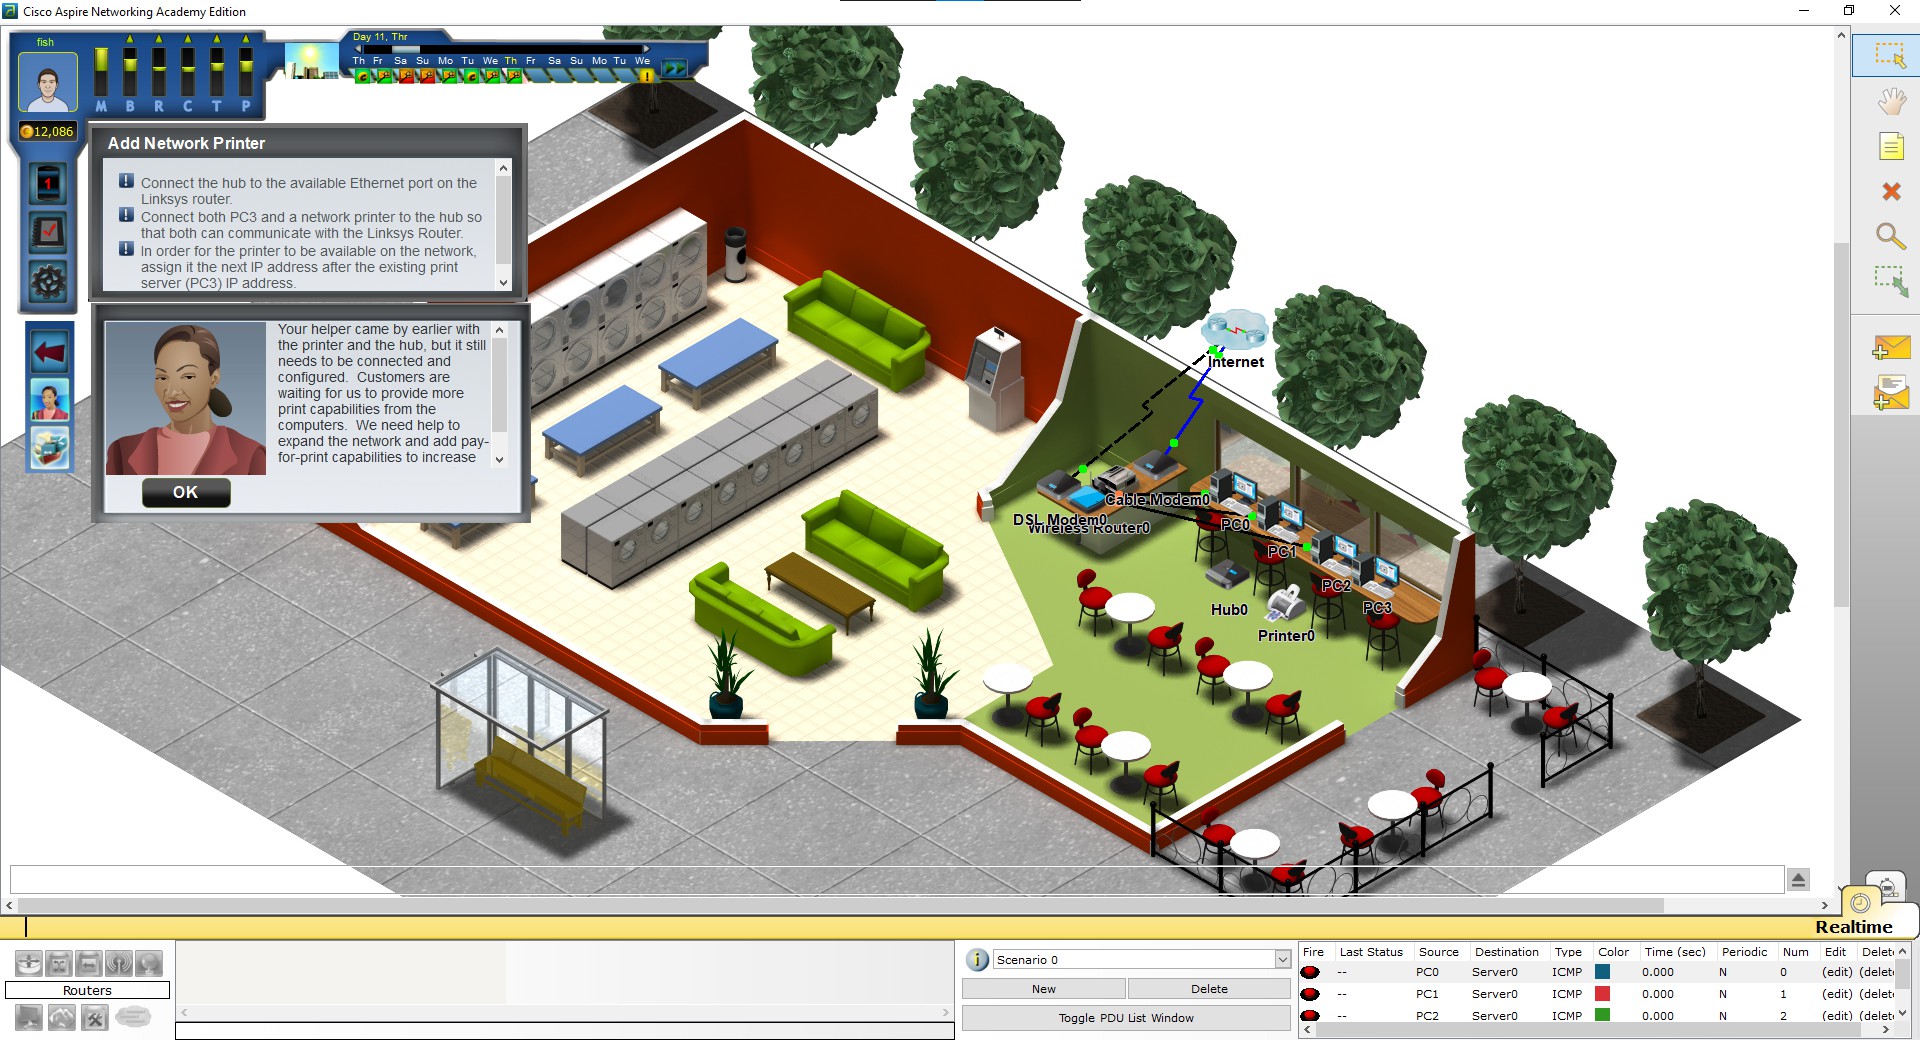 Cisco Aspire Networking Academy Edition
fish
Day 11, Thr
Th Fr Sa Su Mo Tu We Th Fr Sa Su Mo Tu We
M B R C T P
12,086
1
Add Network Printer
Connect the hub to the available Ethernet port on the
Linksys router.
Connect both PC3 and a network printer to the hub so
that both can communicate with the Linksys Router.
In order for the printer to be available on the network,
assign it the next IP address after the existing print
server (PC3) IP address.
Your helper came by earlier with
the printer and the hub, but it still
needs to be connected and
configured. Customers are
waiting for us to provide more
print capabilities from the
computers. We need help to
expand the network and add pay-
for-print capabilities to increase
OK
Internet
Cable Modem0
DSL Modem0
Wireless Router0
PC0
PC1
PC2
PC3
Hub0
Printer0
Realtime
Routers
Scenario 0
New Delete
Toggle PDU List Window
Fire Last Status Source Destination Type Color Time (sec) Periodic Num Edit Delete
-- PC0 Server0 ICMP 0.000 N 0 (edit) (delete
-- PC1 Server0 ICMP 0.000 N 1 (edit) (delete
-- PC2 Server0 ICMP 0.000 N 2 (edit) (delete